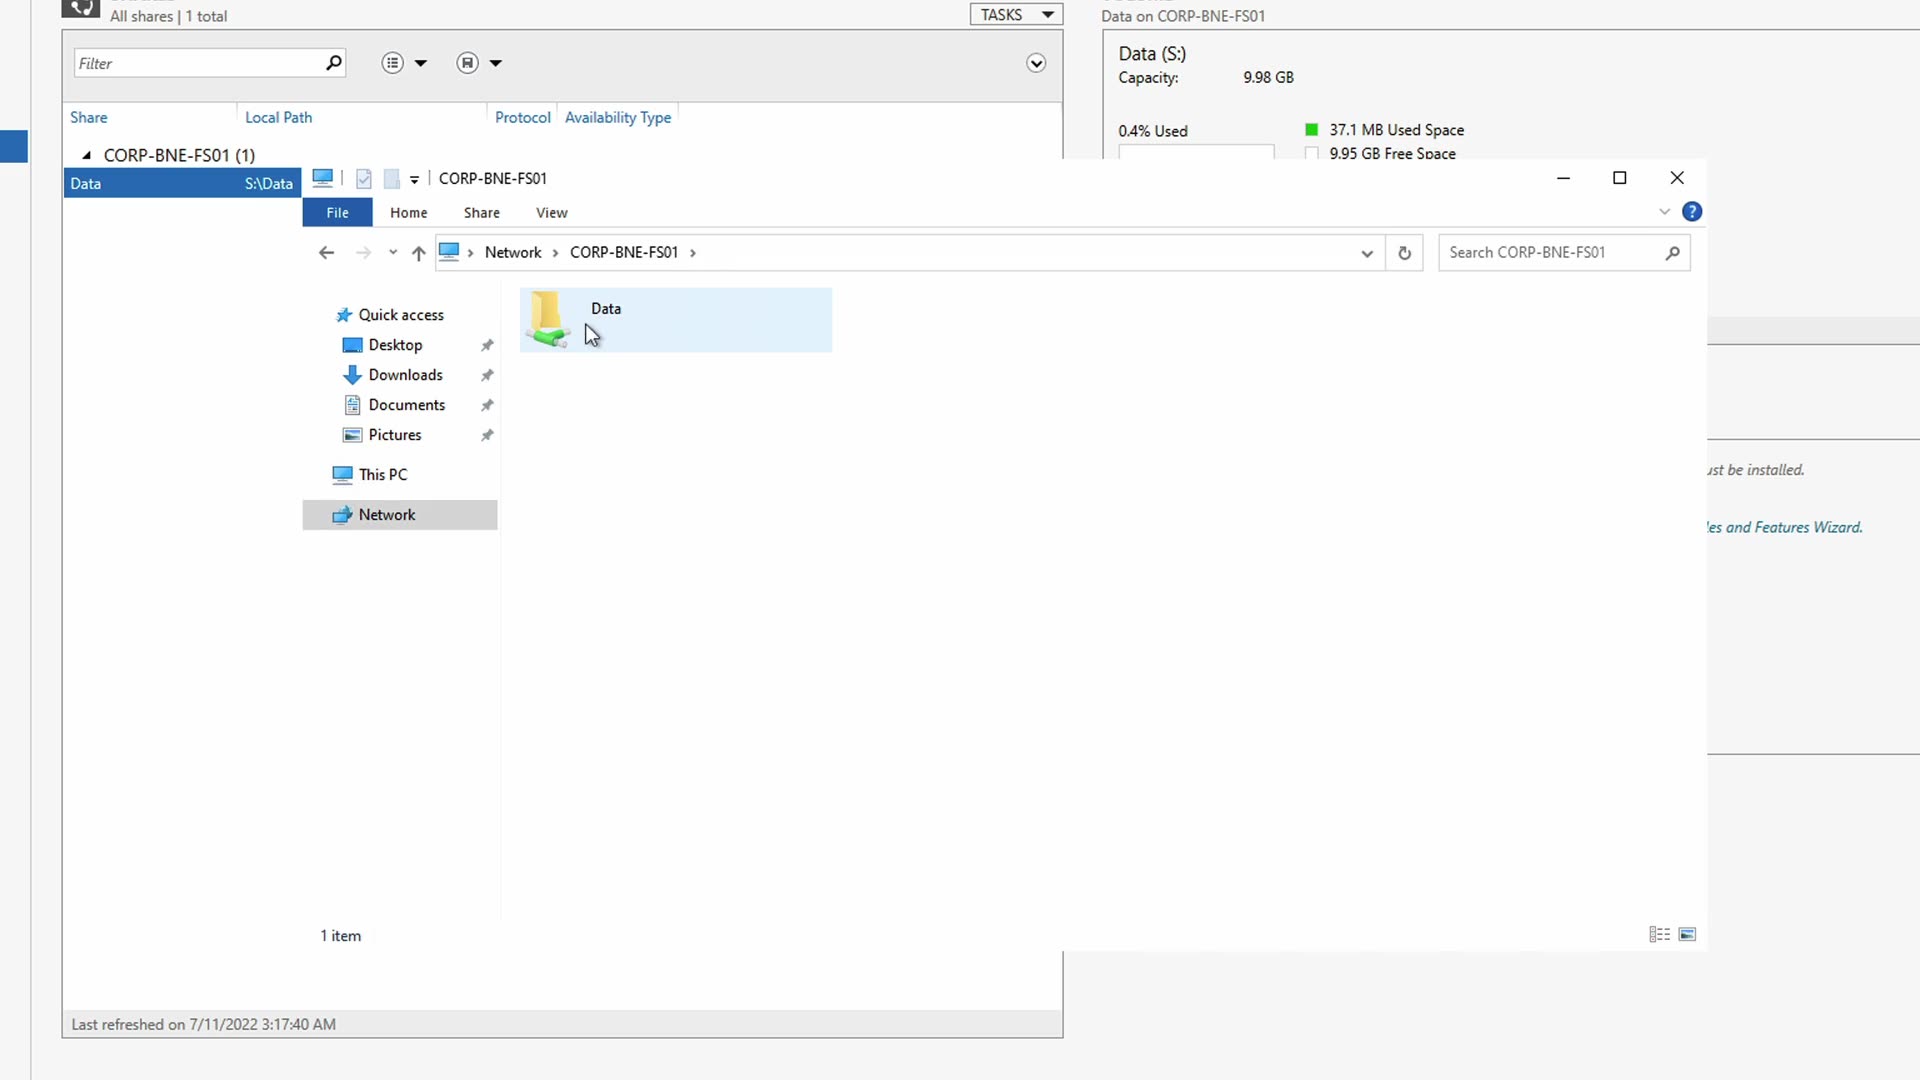 All shares | 1 total
TASKS
Filter
Share Local Path Protocol Availability Type
CORP-BNE-FS01 (1)
Data S:\Data
Data on CORP-BNE-FS01
Data (S:)
Capacity: 9.98 GB
0.4% Used
37.1 MB Used Space
9.95 GB Free Space
CORP-BNE-FS01
File Home Share View
Network CORP-BNE-FS01
Search CORP-BNE-FS01
Quick access
Desktop
Downloads
Documents
Pictures
This PC
Network
Data
1 item
be installed.
and Features Wizard.
Last refreshed on 7/11/2022 3:17:40 AM